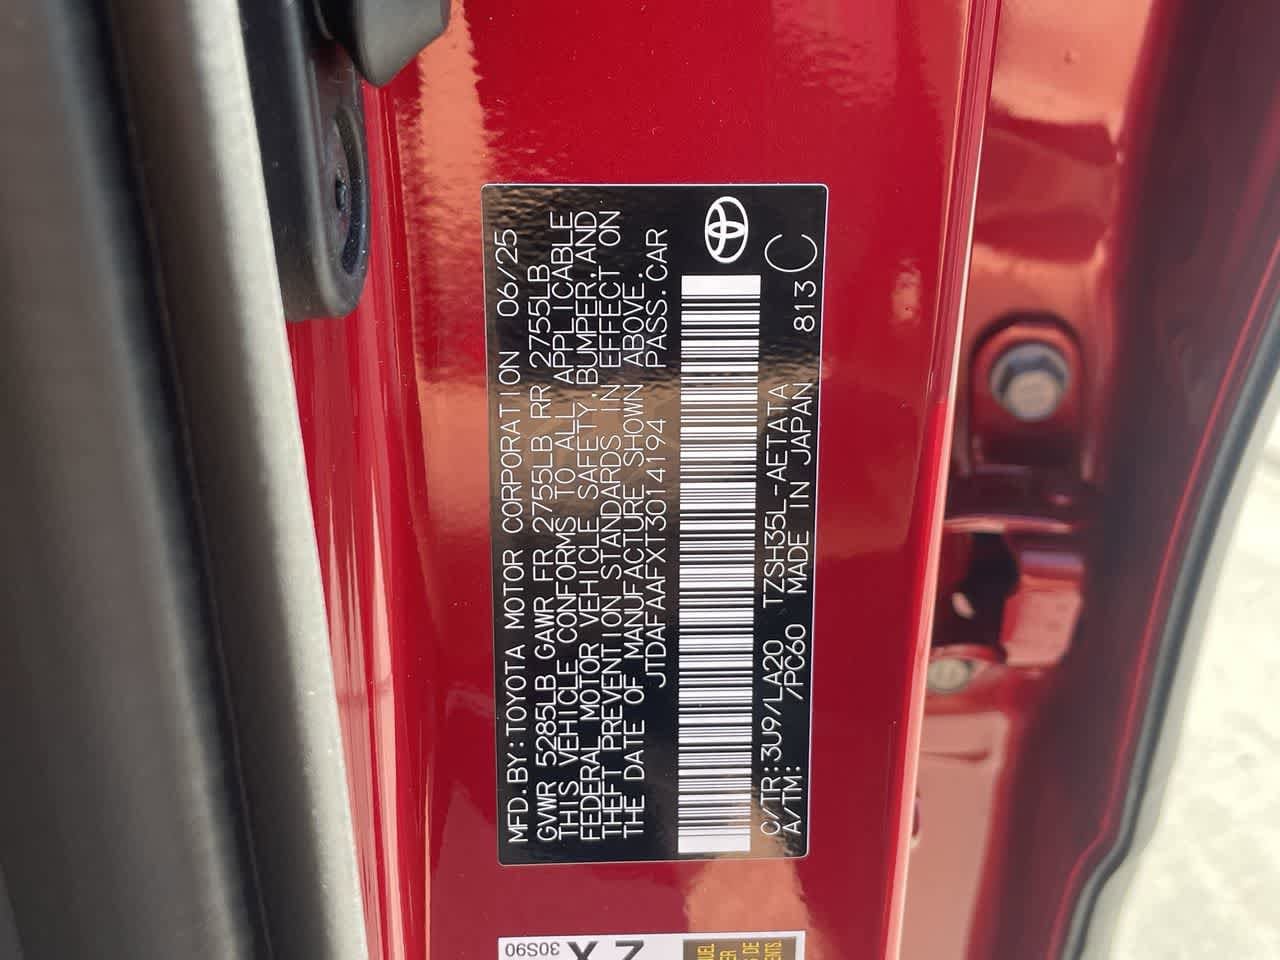 MFD.BY:TOYOTA MOTOR CORPORATION 06/25
GVWR 5285LB GAWR FR 2755LB RR 2755LB
THIS VEHICLE CONFORMS TO ALL APPLICABLE
FEDERAL MOTOR VEHICLE SAFETY, BUMPER, AND
THEFT PREVENTION STANDARDS IN EFFECT ON
THE DATE OF MANUFACTURE SHOWN ABOVE.
JTDAFAAFXT3014194 PASS.CAR
C/TR:3U9/LA20 TZSH35L-AETATA 813 C
A/TM: /PC60 MADE IN JAPAN
30S90